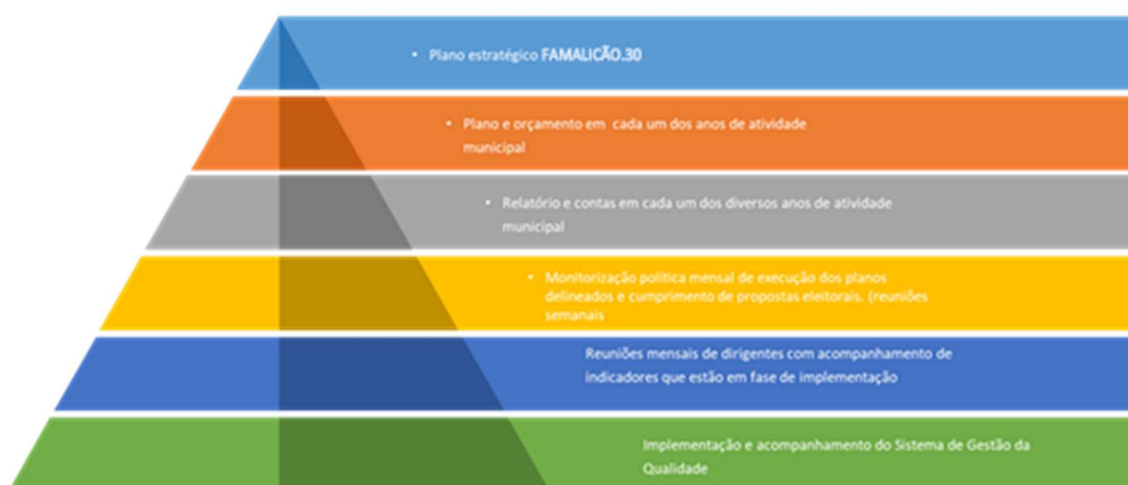 • Plano estratégico FAMALICÃO.30
• Plano e orçamento em cada um dos anos de atividade
municipal
• Relatório e contas em cada um dos diversos anos de atividade
municipal
• Monitorização política mensal de execução dos planos
delineados e cumprimento de propostas eleitorais. (reuniões
semanais
Reuniões mensais de dirigentes com acompanhamento de
indicadores que estão em fase de implementação
Implementação e acompanhamento do Sistema de Gestão da
Qualidade